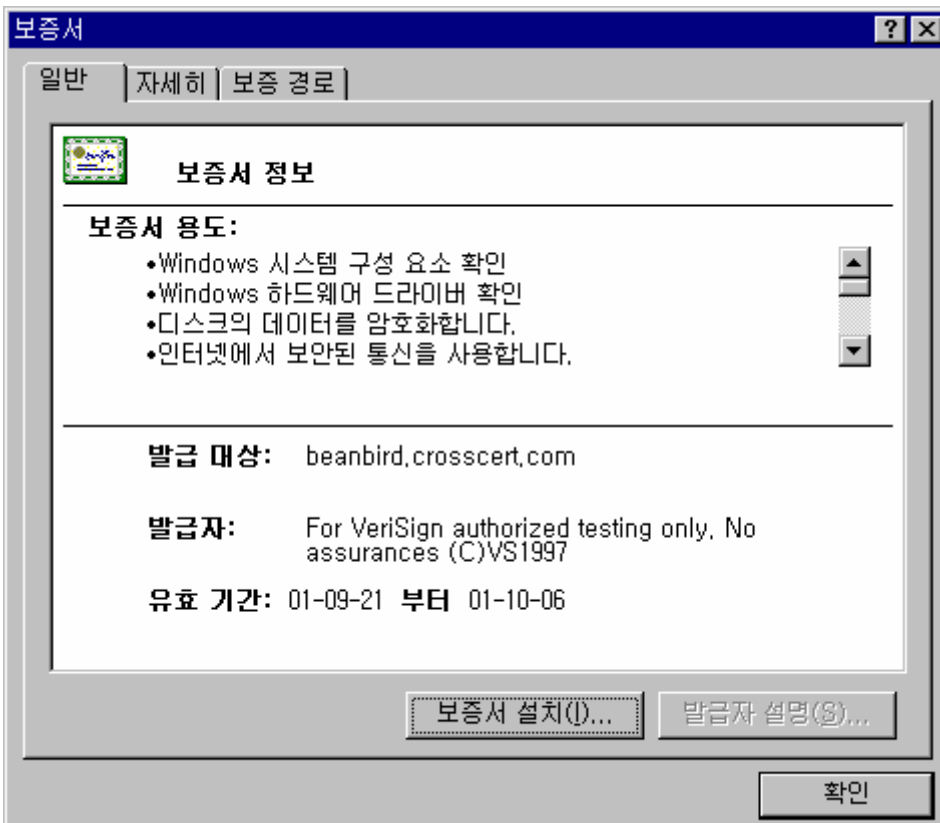 보증서
일반 자세히 보증 경로
보증서 정보
보증서 용도:
•Windows 시스템 구성 요소 확인
•Windows 하드웨어 드라이버 확인
•디스크의 데이터를 암호화합니다.
•인터넷에서 보안된 통신을 사용합니다.
발급 대상: beanbird.crosscert.com
발급자: For VeriSign authorized testing only, No
assurances (C)VS1997
유효 기간: 01-09-21 부터 01-10-06
보증서 설치(I)... 발급자 설명(S)...
확인